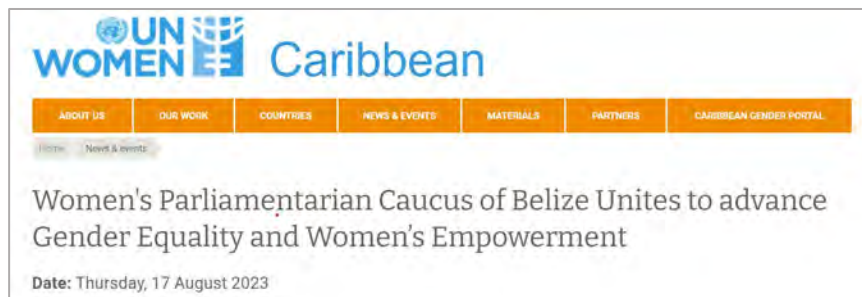 UN
WOMEN
Caribbean
ABOUT US OUR WORK COUNTRIES NEWS & EVENTS MATERIALS PARTNERS CARIBBEAN GENDER PORTAL
Home News & events
Women's Parliamentarian Caucus of Belize Unites to advance
Gender Equality and Women’s Empowerment
Date: Thursday, 17 August 2023